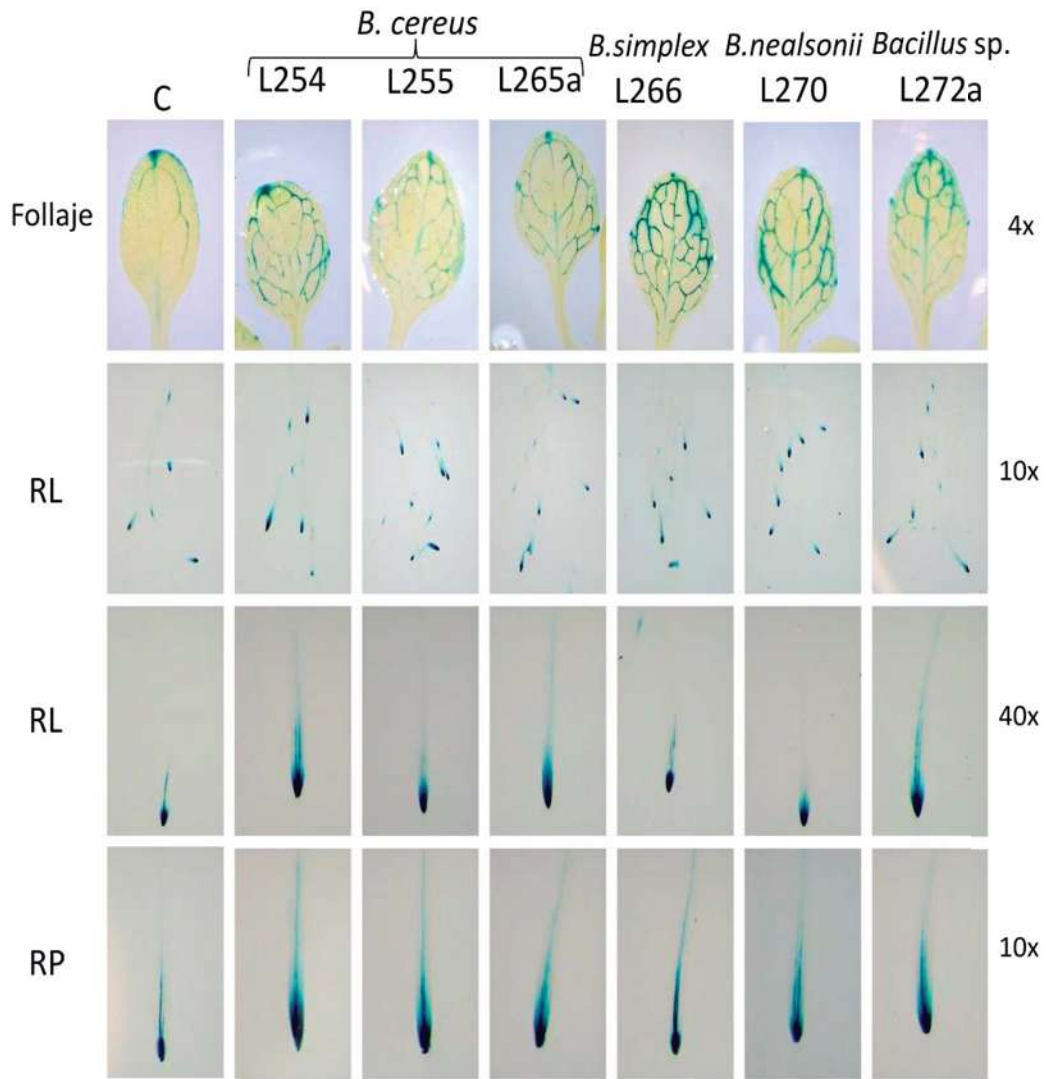 B. cereus B.simplex B.nealsonii Bacillus sp.
C L254 L255 L265a L266 L270 L272a
Follaje 4x
RL 10x
RL 40x
RP 10x